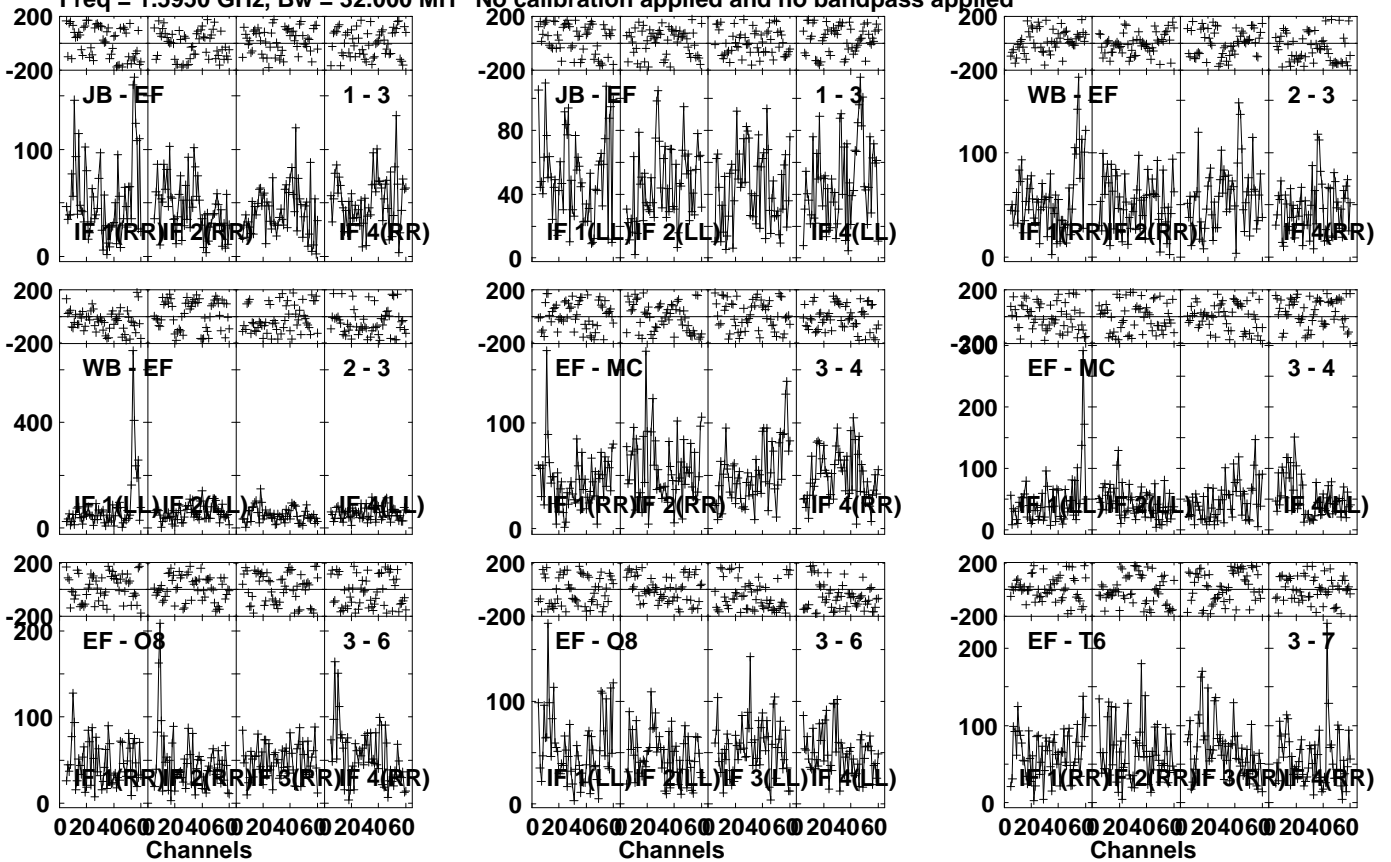 Freq = 1.5950 GHz, Bw = 32.000 MH No calibration applied and no bandpass applied
200
-200
JB - EF 1 - 3
100
0
IF 1(RR) IF 2(RR) IF 4(RR)
JB - EF 1 - 3
80
40
0
IF 1(LL) IF 2(LL) IF 4(LL)
200
-200
WB - EF 2 - 3
100
0
IF 1(RR) IF 2(RR) IF 4(RR)
200
-200
WB - EF 2 - 3
400
0
IF 1(LL) IF 2(LL) IF 4(LL)
200
-200
EF - MC 3 - 4
100
0
IF 1(RR) IF 2(RR) IF 4(RR)
200
-200
300
EF - MC 3 - 4
200
100
0
IF 1(LL) IF 2(LL) IF 4(LL)
200
-200
200
EF - O8 3 - 6
100
0
IF 1(RR) IF 2(RR) IF 3(RR) IF 4(RR)
0 20 40 60 0 20 40 60 0 20 40 60 0 20 40 60
Channels
200
-200
EF - O8 3 - 6
100
0
IF 1(LL) IF 2(LL) IF 3(LL) IF 4(LL)
0 20 40 60 0 20 40 60 0 20 40 60 0 20 40 60
Channels
200
-200
EF - T6 3 - 7
200
100
0
IF 1(RR) IF 2(RR) IF 3(RR) IF 4(RR)
0 20 40 60 0 20 40 60 0 20 40 60 0 20 40 60
Channels